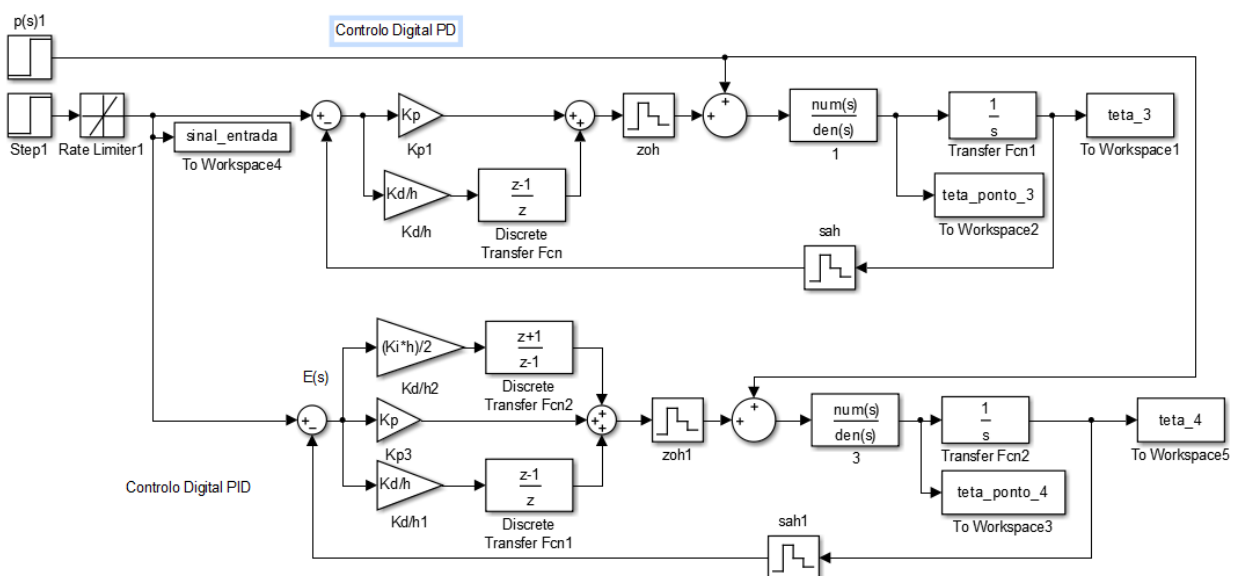 p(s)1
Controlo Digital PD
Step1
Rate Limiter1
sinal_entrada
To Workspace4
+
−
Kp
Kp1
Kd/h
Kd/h
z-1
z
Discrete
Transfer Fcn
+
+
zoh
+
+
num(s)
den(s)
1
1
s
Transfer Fcn1
teta_3
To Workspace1
teta_ponto_3
To Workspace2
sah
E(s)
+
−
(Ki*h)/2
Kd/h2
z+1
z-1
Discrete
Transfer Fcn2
Kp
Kp3
Kd/h
Kd/h1
z-1
z
Discrete
Transfer Fcn1
+
+
+
zoh1
+
+
num(s)
den(s)
3
1
s
Transfer Fcn2
teta_4
To Workspace5
teta_ponto_4
To Workspace3
sah1
Controlo Digital PID